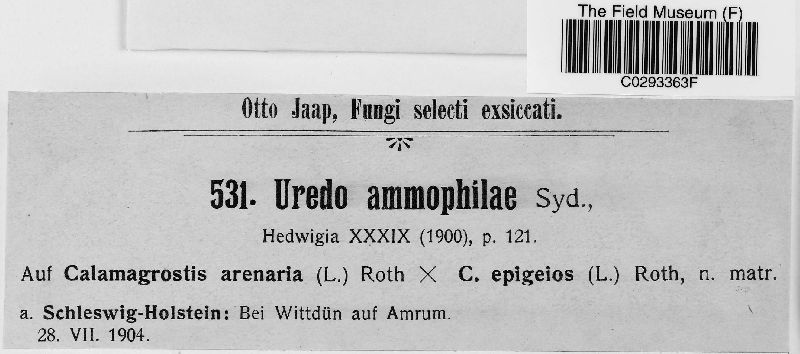 The Field Museum (F)
C0293363F
Otto Jaap, Fungi selecti exsiccati.
531. Uredo ammophilae Syd.,
Hedwigia XXXIX (1900), p. 121.
Auf Calamagrostis arenaria (L.) Roth × C. epigeios (L.) Roth, n. matr.
a. Schleswig-Holstein: Bei Wittdün auf Amrum.
28. VII. 1904.